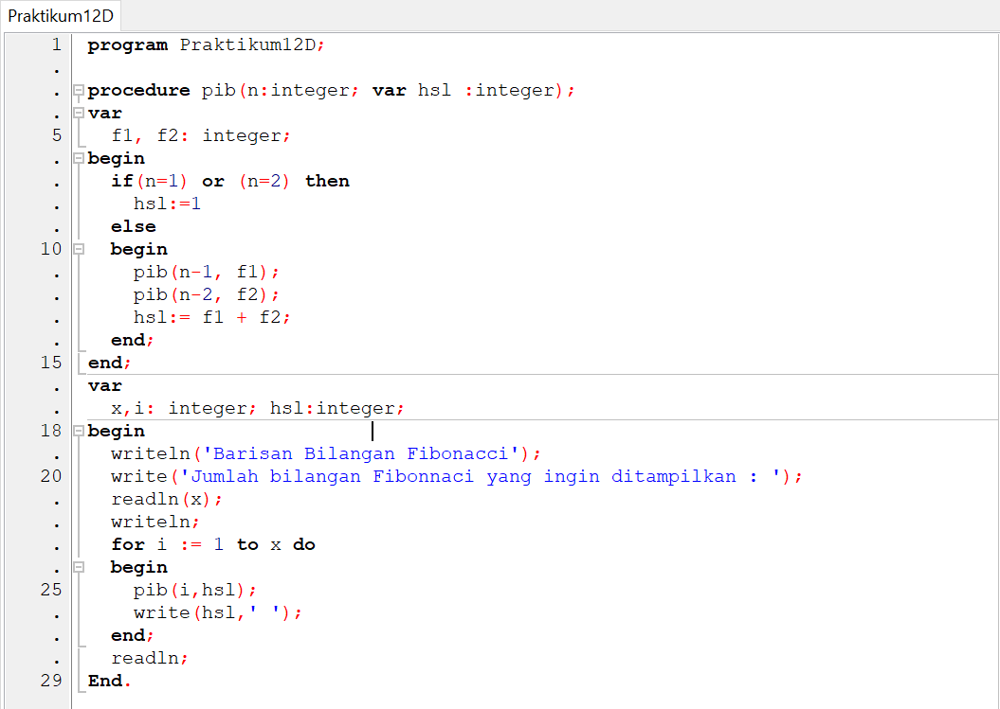 Praktikum12D
1 program Praktikum12D;
.
. procedure pib(n:integer; var hsl :integer);
. var
5 f1, f2: integer;
. begin
. if(n=1) or (n=2) then
. hsl:=1
. else
10 begin
. pib(n-1, f1);
. pib(n-2, f2);
. hsl:= f1 + f2;
. end;
15 end;
. var
. x,i: integer; hsl:integer;
18 begin
. writeln('Barisan Bilangan Fibonacci');
20 write('Jumlah bilangan Fibonnaci yang ingin ditampilkan : ');
. readln(x);
. writeln;
. for i := 1 to x do
. begin
25 pib(i,hsl);
. write(hsl,' ');
. end;
. readln;
29 End.